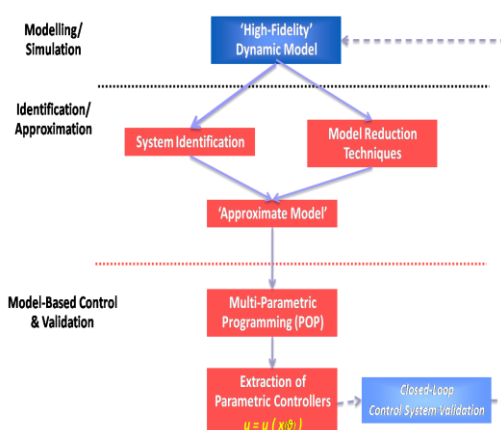 Modelling/
Simulation
'High-Fidelity'
Dynamic Model
Identification/
Approximation
System Identification
Model Reduction
Techniques
'Approximate Model'
Model-Based Control
& Validation
Multi-Parametric
Programming (POP)
Extraction of
Parametric Controllers
u = u ( x(θ) )
Closed-Loop
Control System Validation